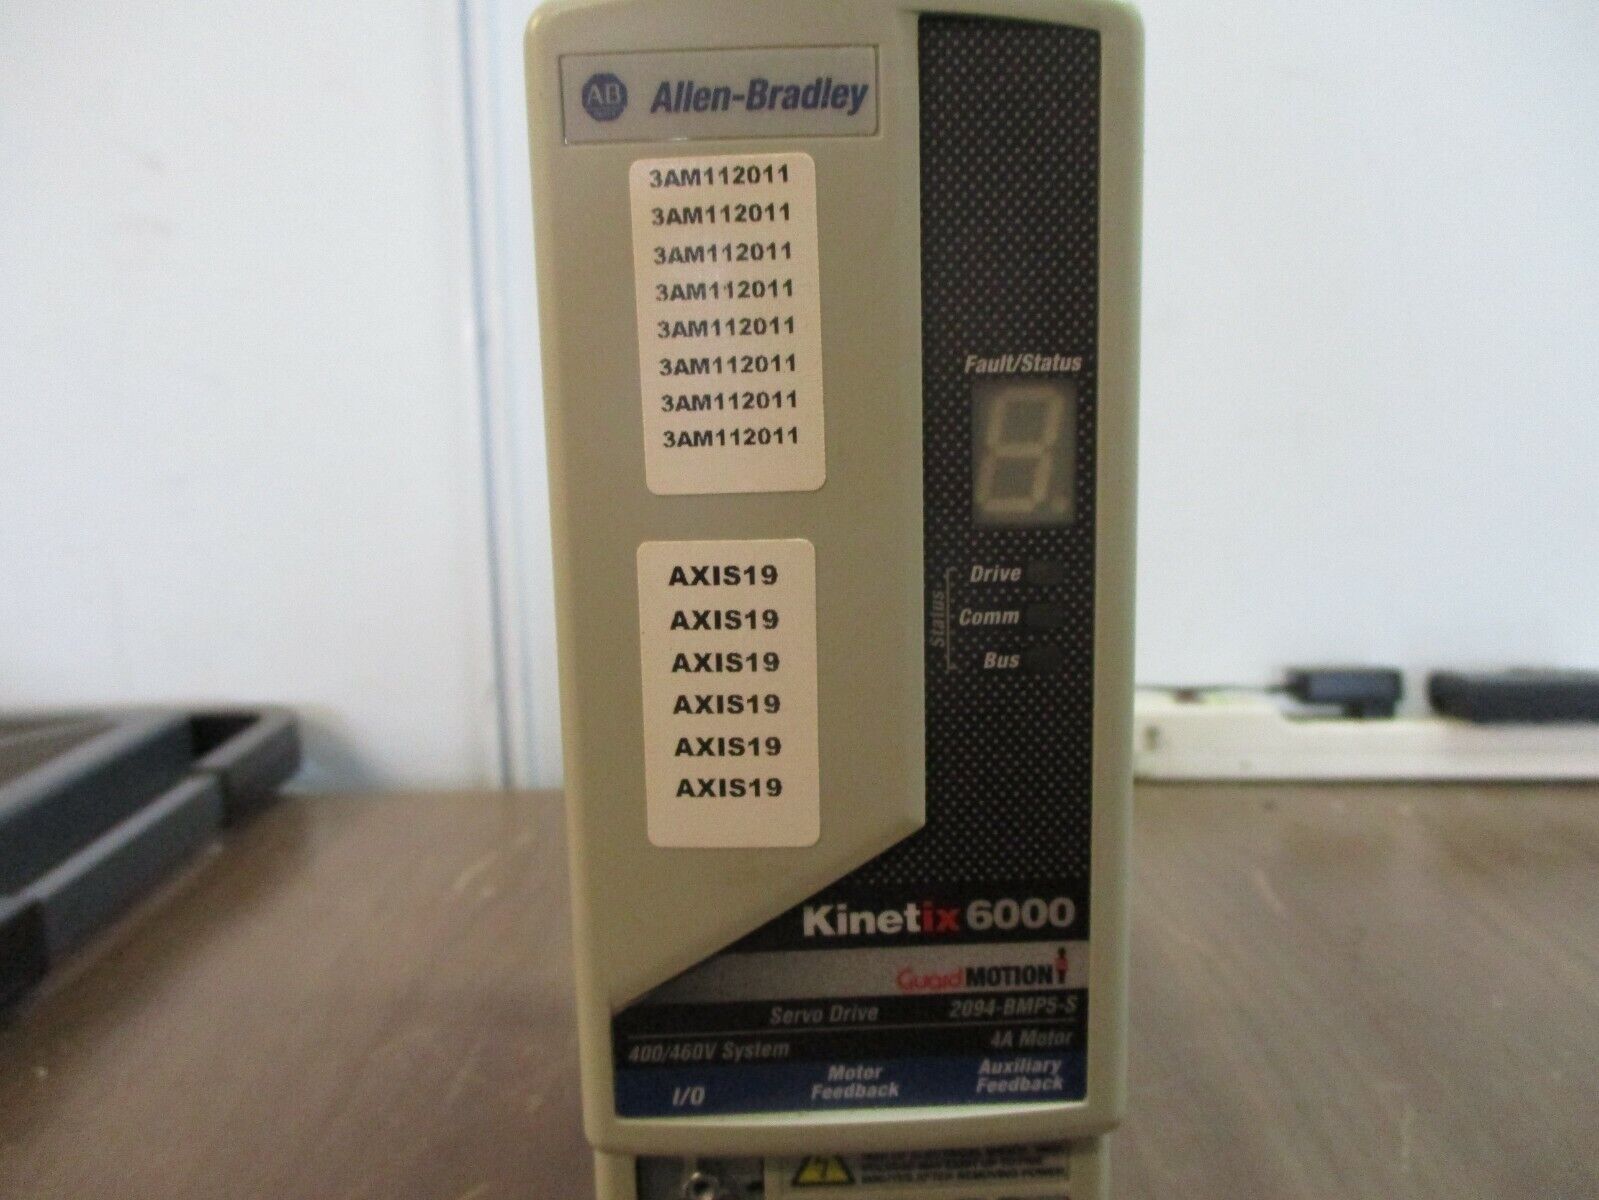 AB Allen-Bradley
3AM112011
3AM112011
3AM112011
3AM112011
3AM112011
3AM112011
3AM112011
3AM112011
Fault/Status
8.
AXIS19
AXIS19
AXIS19
AXIS19
AXIS19
AXIS19
Status
Drive
Comm
Bus
Kinetix 6000
GuardMOTION
Servo Drive 2094-BMP5-S
400/460V System 4A Motor
I/O
Motor
Feedback
Auxiliary
Feedback